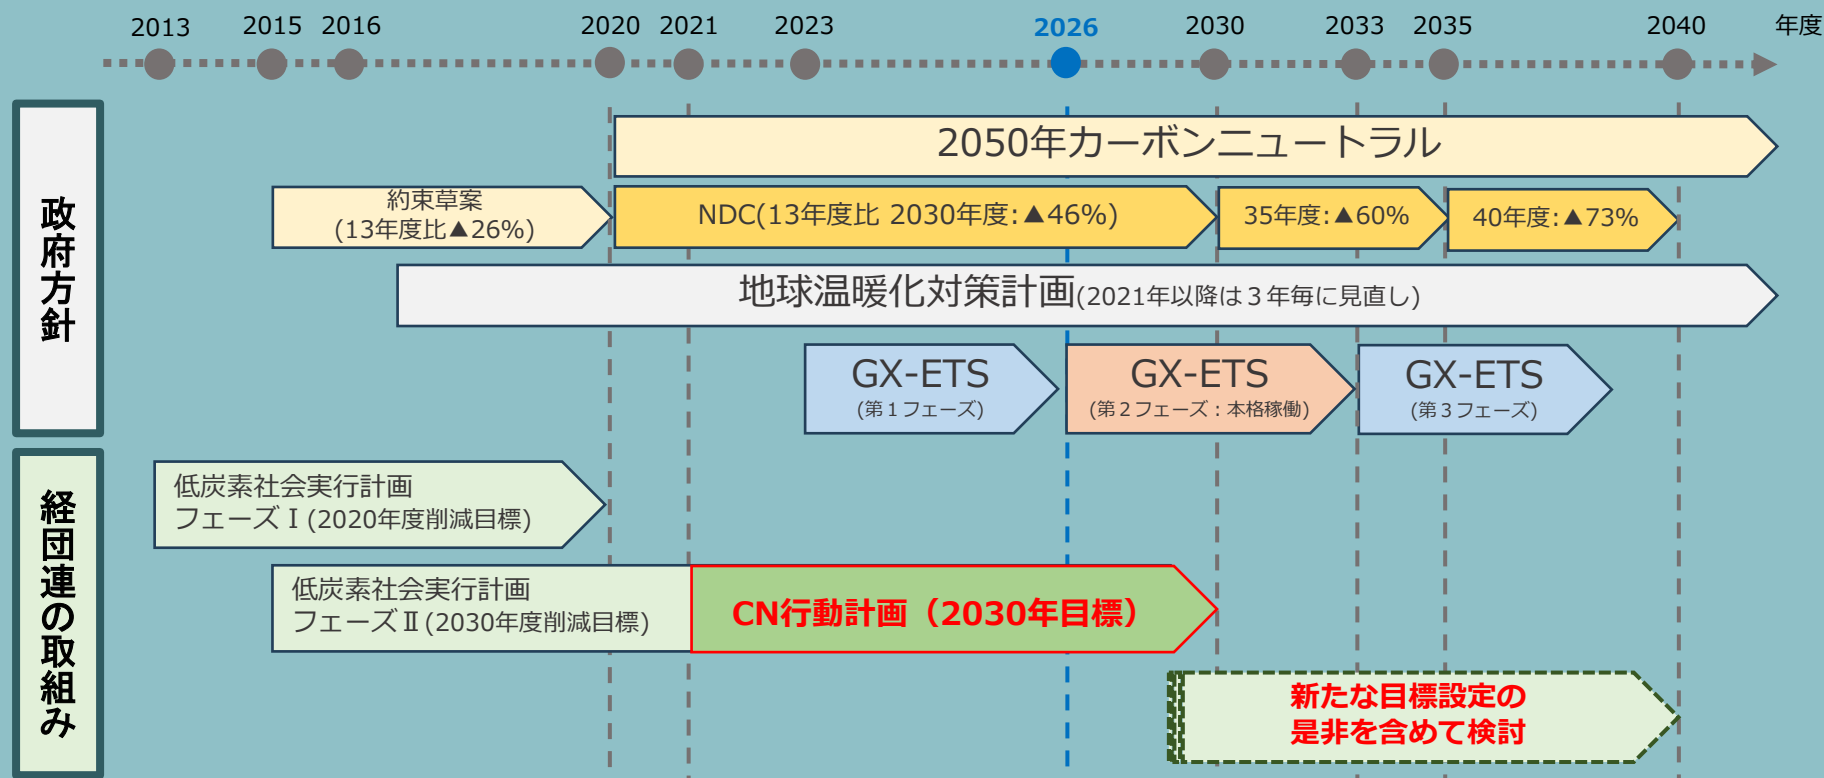 2013 2015 2016 2020 2021 2023 2026 2030 2033 2035 2040 年度
政府方針
2050年カーボンニュートラル
約束草案
(13年度比▲26%)
NDC(13年度比 2030年度:▲46%)
35年度:▲60%
40年度:▲73%
地球温暖化対策計画(2021年以降は３年毎に見直し)
GX-ETS
(第１フェーズ)
GX-ETS
(第２フェーズ：本格稼働)
GX-ETS
(第３フェーズ)
経団連の取組み
低炭素社会実行計画
フェーズⅠ(2020年度削減目標)
低炭素社会実行計画
フェーズⅡ(2030年度削減目標)
CN行動計画（2030年目標）
新たな目標設定の
是非を含めて検討